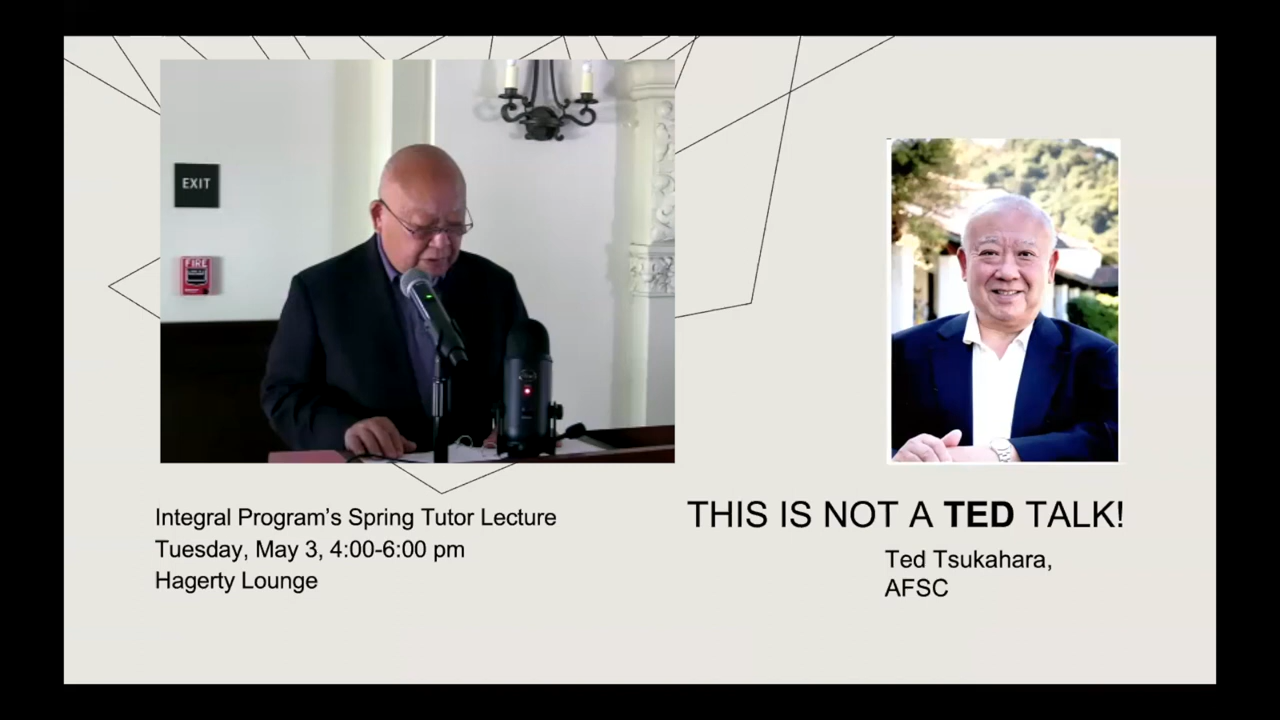 EXIT
FIRE
Integral Program's Spring Tutor Lecture
Tuesday, May 3, 4:00-6:00 pm
Hagerty Lounge
THIS IS NOT A TED TALK!
Ted Tsukahara,
AFSC